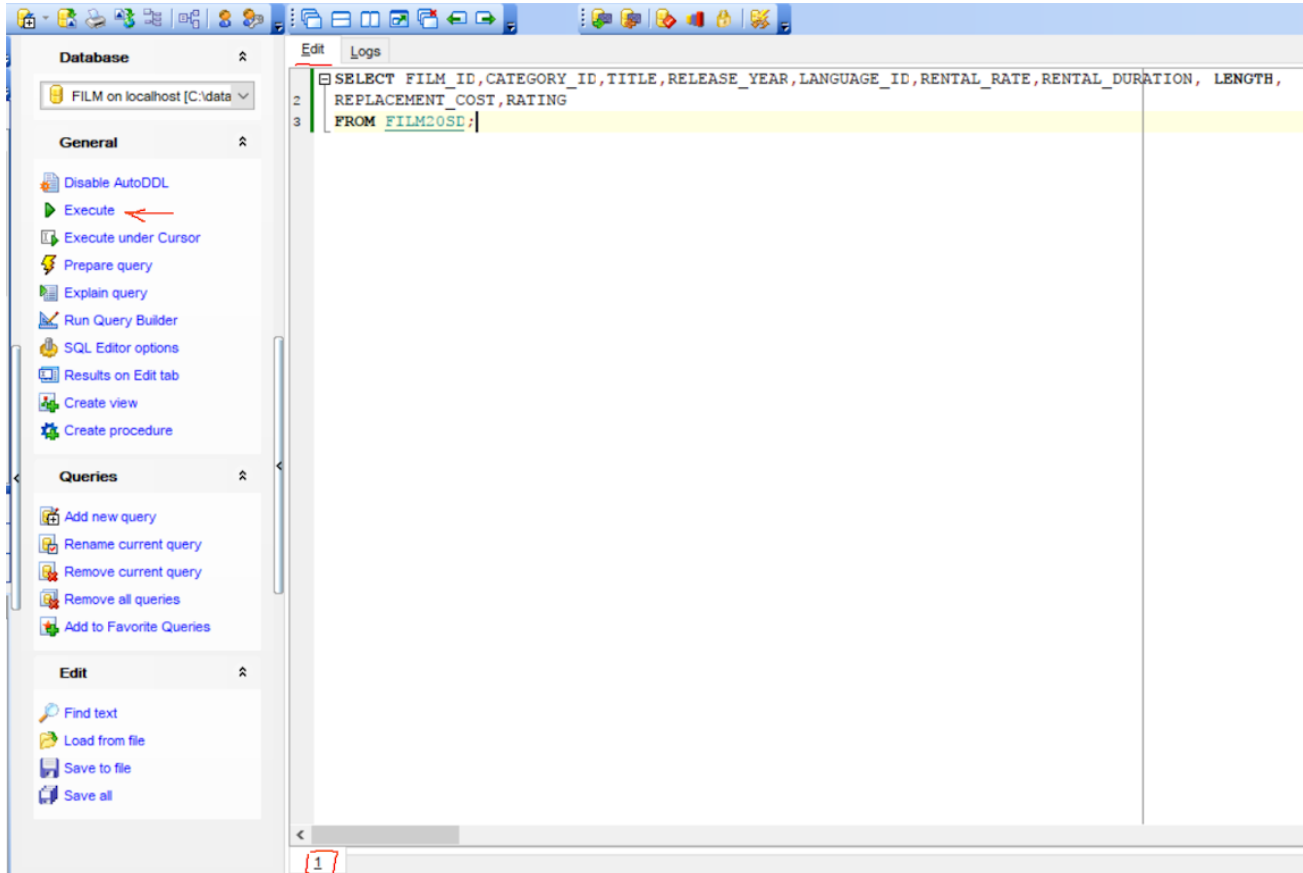 Database
FILM on localhost [C:\data
General
Disable AutoDDL
Execute
Execute under Cursor
Prepare query
Explain query
Run Query Builder
SQL Editor options
Results on Edit tab
Create view
Create procedure
Queries
Add new query
Rename current query
Remove current query
Remove all queries
Add to Favorite Queries
Edit
Find text
Load from file
Save to file
Save all
Edit Logs
SELECT FILM_ID,CATEGORY_ID,TITLE,RELEASE_YEAR,LANGUAGE_ID,RENTAL_RATE,RENTAL_DURATION, LENGTH,
2 REPLACEMENT_COST,RATING
3 FROM FILM20SD;
1